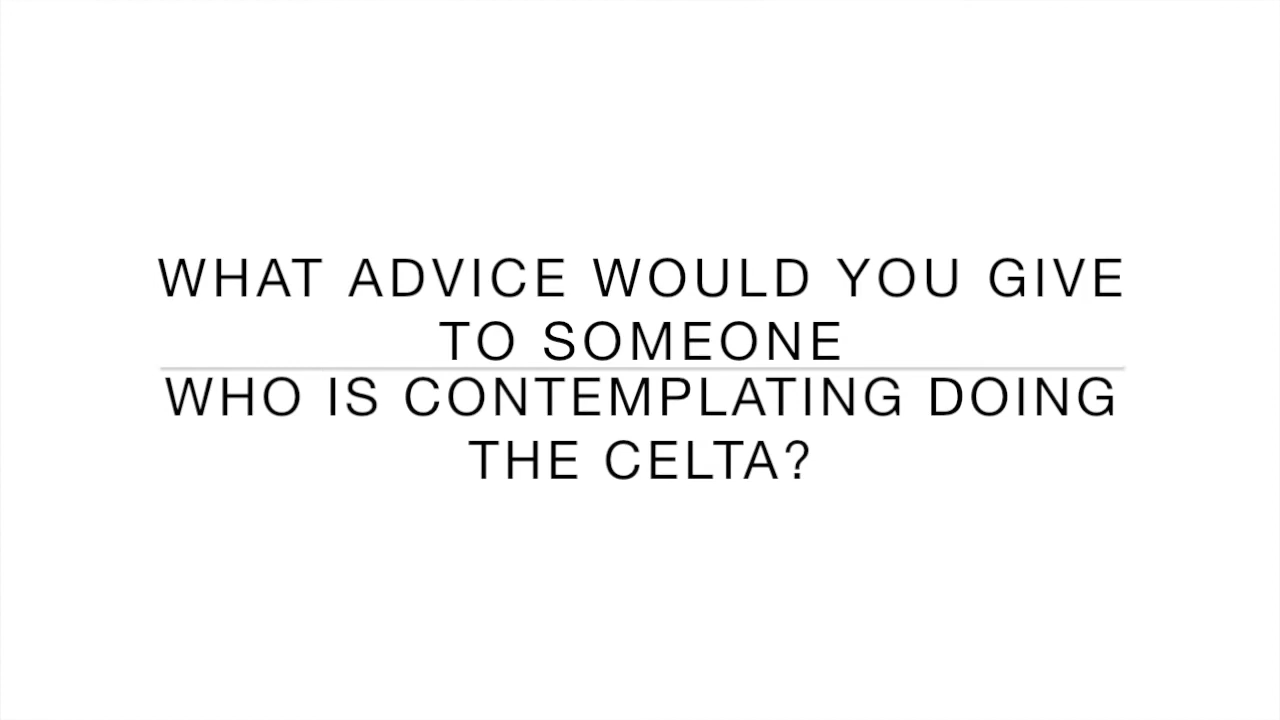 WHAT ADVICE WOULD YOU GIVE
TO SOMEONE
WHO IS CONTEMPLATING DOING
THE CELTA?